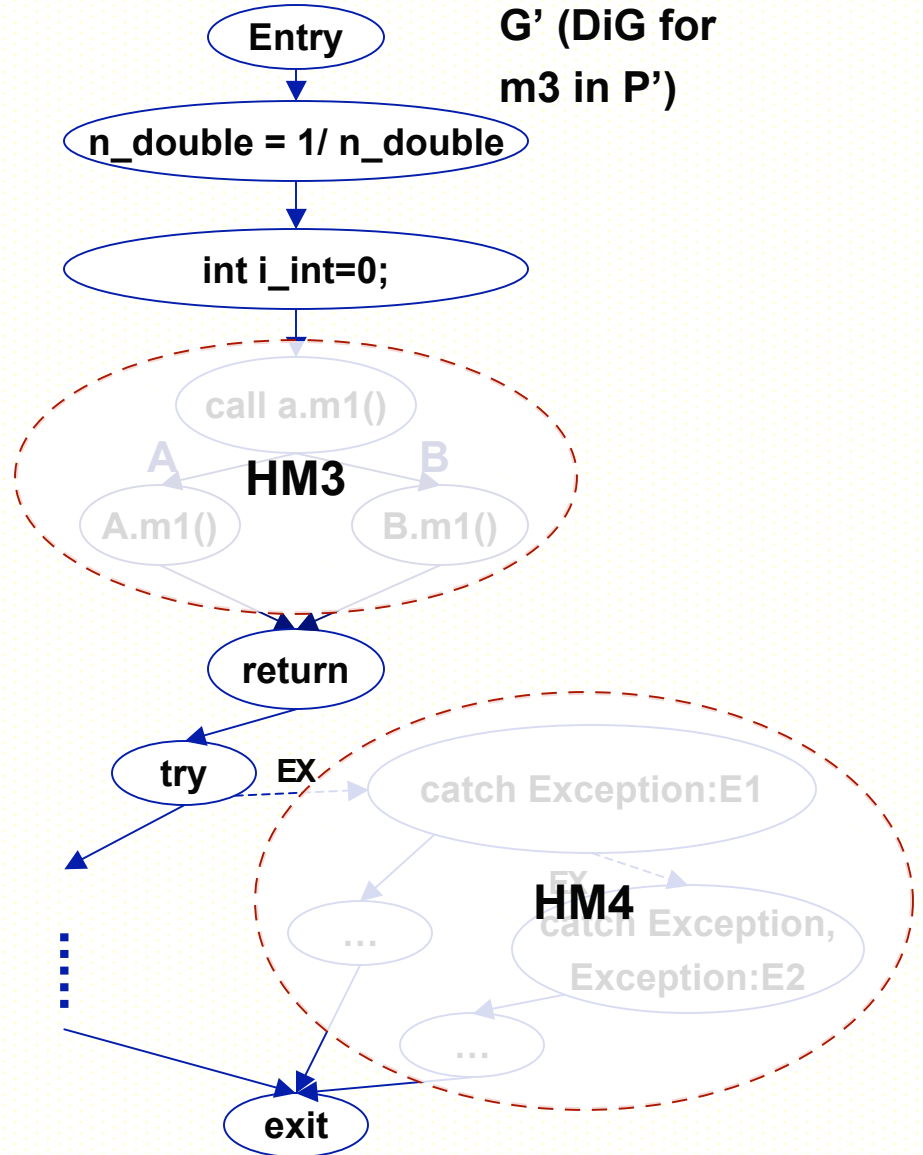 G’ (DiG for
m3 in P’)
Entry
n_double = 1/ n_double
int i_int=0;
call a.m1()
A
B
HM3
A.m1()
B.m1()
return
try
EX
catch Exception:E1
EX
HM4
...
catch Exception,
Exception:E2
...
exit